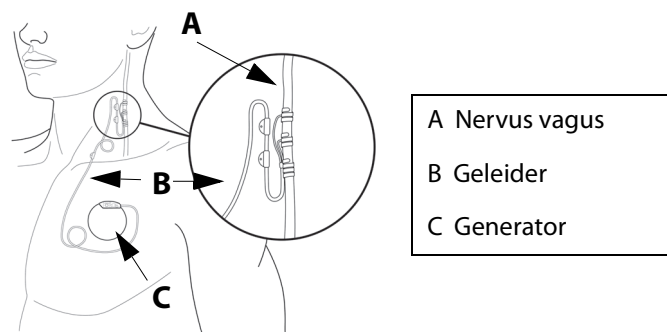 A
B
C
A Nervus vagus
B Geleider
C Generator